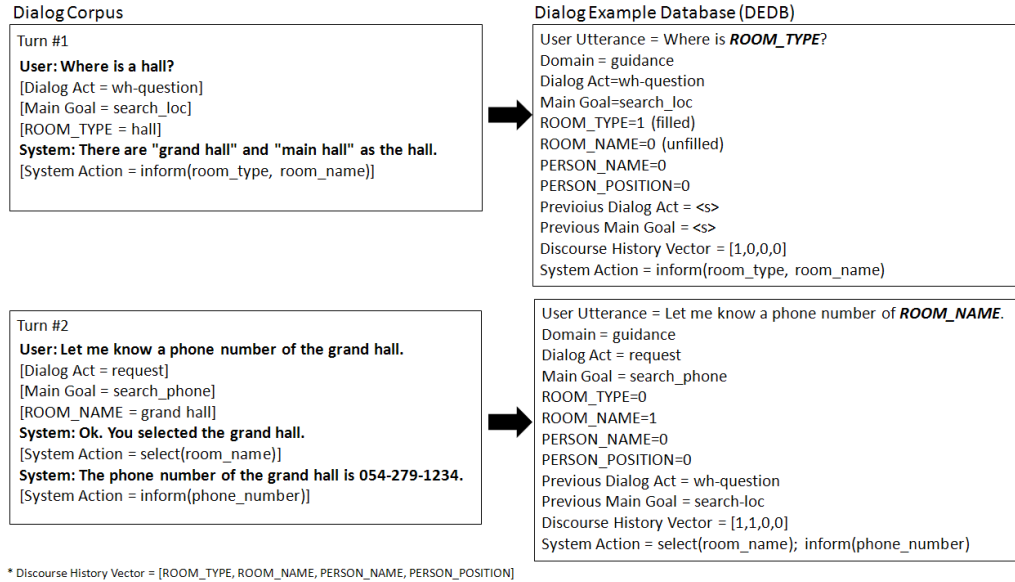 Dialog Corpus
Turn #1
User: Where is a hall?
[Dialog Act = wh-question]
[Main Goal = search_loc]
[ROOM_TYPE = hall]
System: There are "grand hall" and "main hall" as the hall.
[System Action = inform(room_type, room_name)]
Dialog Example Database (DEDB)
User Utterance = Where is ROOM_TYPE?
Domain = guidance
Dialog Act=wh-question
Main Goal=search_loc
ROOM_TYPE=1 (filled)
ROOM_NAME=0 (unfilled)
PERSON_NAME=0
PERSON_POSITION=0
Previoius Dialog Act = <s>
Previous Main Goal = <s>
Discourse History Vector = [1,0,0,0]
System Action = inform(room_type, room_name)
Turn #2
User: Let me know a phone number of the grand hall.
[Dialog Act = request]
[Main Goal = search_phone]
[ROOM_NAME = grand hall]
System: Ok. You selected the grand hall.
[System Action = select(room_name)]
System: The phone number of the grand hall is 054-279-1234.
[System Action = inform(phone_number)]
User Utterance = Let me know a phone number of ROOM_NAME.
Domain = guidance
Dialog Act = request
Main Goal = search_phone
ROOM_TYPE=0
ROOM_NAME=1
PERSON_NAME=0
PERSON_POSITION=0
Previous Dialog Act = wh-question
Previous Main Goal = search-loc
Discourse History Vector = [1,1,0,0]
System Action = select(room_name); inform(phone_number)
* Discourse History Vector = [ROOM_TYPE, ROOM_NAME, PERSON_NAME, PERSON_POSITION]